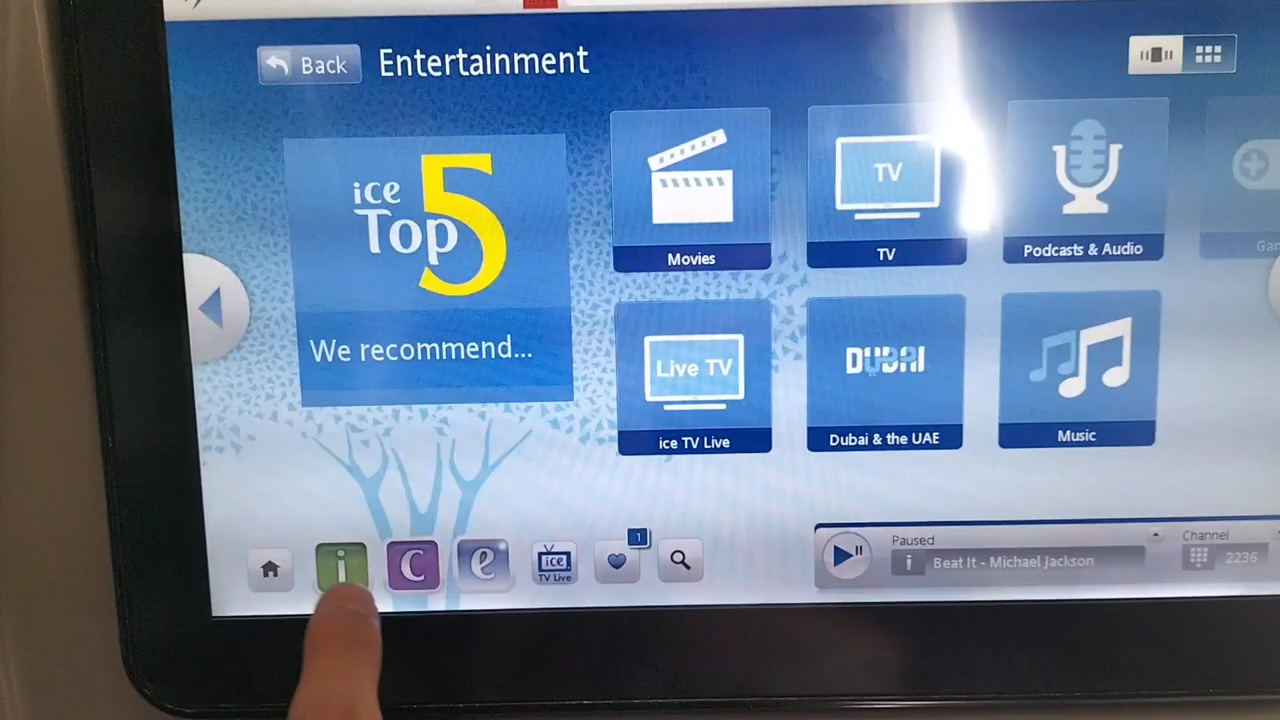 Back
Entertainment
ice
Top 5
We recommend...
Movies
TV
TV
Podcasts & Audio
Live TV
ice TV Live
DUBAI
Dubai & the UAE
Music
i
C
e
ice
TV Live
1
Paused
i
Beat It - Michael Jackson
Channel
2236